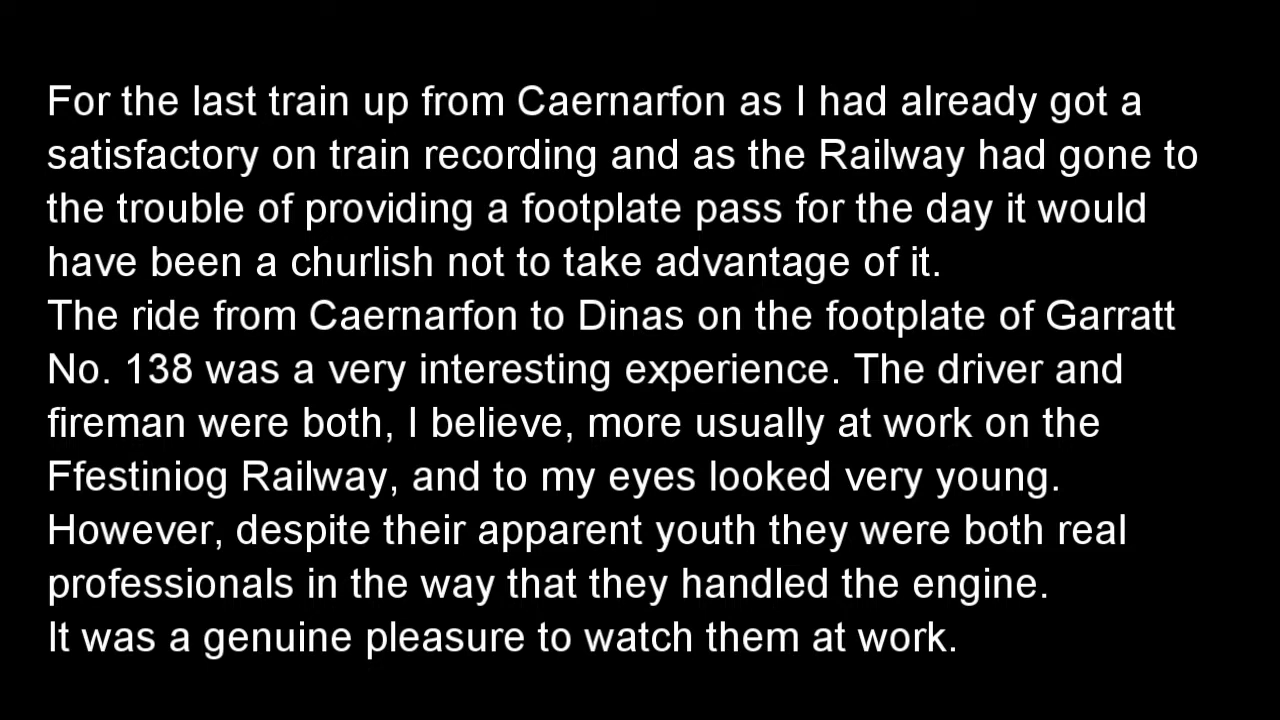 For the last train up from Caernarfon as I had already got a
satisfactory on train recording and as the Railway had gone to
the trouble of providing a footplate pass for the day it would
have been a churlish not to take advantage of it.
The ride from Caernarfon to Dinas on the footplate of Garratt
No. 138 was a very interesting experience. The driver and
fireman were both, I believe, more usually at work on the
Ffestiniog Railway, and to my eyes looked very young.
However, despite their apparent youth they were both real
professionals in the way that they handled the engine.
It was a genuine pleasure to watch them at work.